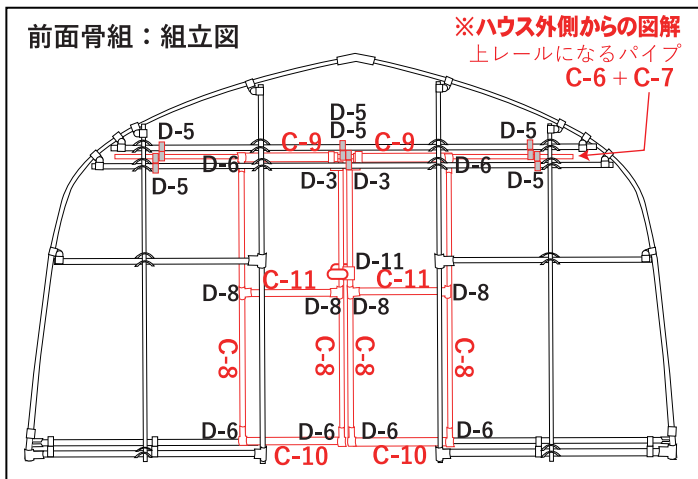 前面骨組：組立図
※ハウス外側からの図解
上レールになるパイプ
C-6 + C-7
D-5
D-5
D-5
D-5
C-9
C-9
D-6
D-6
D-5
D-5
D-3
D-3
D-11
C-11
C-11
D-8
D-8
D-8
D-8
C-8
C-8
C-8
C-8
D-6
D-6
D-6
D-6
C-10
C-10